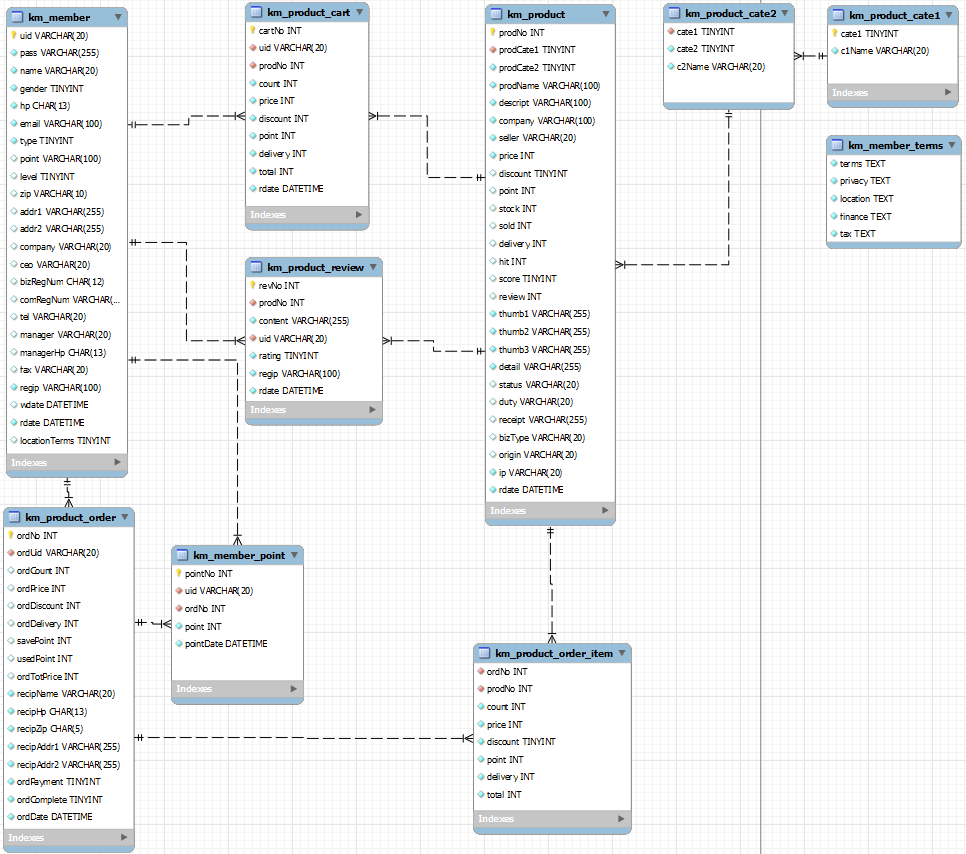 km_member
uid VARCHAR(20)
pass VARCHAR(255)
name VARCHAR(20)
gender TINYINT
hp CHAR(13)
email VARCHAR(100)
type TINYINT
point VARCHAR(100)
level TINYINT
zip VARCHAR(10)
addr1 VARCHAR(255)
addr2 VARCHAR(255)
company VARCHAR(20)
ceo VARCHAR(20)
bizRegNum CHAR(12)
comRegNum VARCHAR(...
tel VARCHAR(20)
manager VARCHAR(20)
managerHp CHAR(13)
fax VARCHAR(20)
regip VARCHAR(100)
wdate DATETIME
rdate DATETIME
locationTerms TINYINT
Indexes
km_product_cart
cartNo INT
uid VARCHAR(20)
prodNo INT
count INT
price INT
discount INT
point INT
delivery INT
total INT
rdate DATETIME
Indexes
km_product
prodNo INT
prodCate1 TINYINT
prodCate2 TINYINT
prodName VARCHAR(100)
descript VARCHAR(100)
company VARCHAR(100)
seller VARCHAR(20)
price INT
discount TINYINT
point INT
stock INT
sold INT
delivery INT
hit INT
score TINYINT
review INT
thumb1 VARCHAR(255)
thumb2 VARCHAR(255)
thumb3 VARCHAR(255)
detail VARCHAR(255)
status VARCHAR(20)
duty VARCHAR(20)
receipt VARCHAR(255)
bizType VARCHAR(20)
origin VARCHAR(20)
ip VARCHAR(20)
rdate DATETIME
Indexes
km_product_cate2
cate1 TINYINT
cate2 TINYINT
c2Name VARCHAR(20)
km_product_cate1
cate1 TINYINT
c1Name VARCHAR(20)
Indexes
km_member_terms
terms TEXT
privacy TEXT
location TEXT
finance TEXT
tax TEXT
km_product_review
revNo INT
prodNo INT
content VARCHAR(255)
uid VARCHAR(20)
rating TINYINT
regip VARCHAR(100)
rdate DATETIME
Indexes
km_product_order
ordNo INT
ordUid VARCHAR(20)
ordCount INT
ordPrice INT
ordDiscount INT
ordDelivery INT
savePoint INT
usedPoint INT
ordTotPrice INT
recipName VARCHAR(20)
recipHp CHAR(13)
recipZip CHAR(5)
recipAddr1 VARCHAR(255)
recipAddr2 VARCHAR(255)
ordPayment TINYINT
ordComplete TINYINT
ordDate DATETIME
Indexes
km_member_point
pointNo INT
uid VARCHAR(20)
ordNo INT
point INT
pointDate DATETIME
Indexes
km_product_order_item
ordNo INT
prodNo INT
count INT
price INT
discount TINYINT
point INT
delivery INT
total INT
Indexes